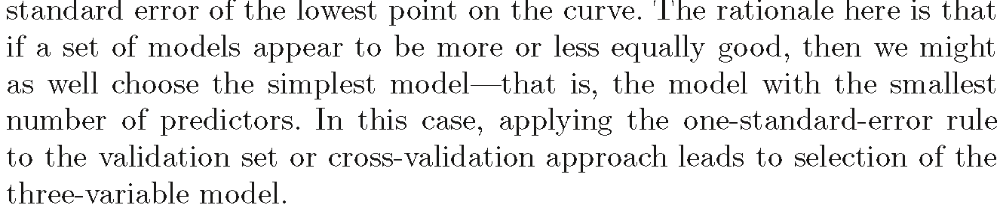 standard error of the lowest point on the curve. The rationale here is that
if a set of models appear to be more or less equally good, then we might
as well choose the simplest model—that is, the model with the smallest
number of predictors. In this case, applying the one-standard-error rule
to the validation set or cross-validation approach leads to selection of the
three-variable model.